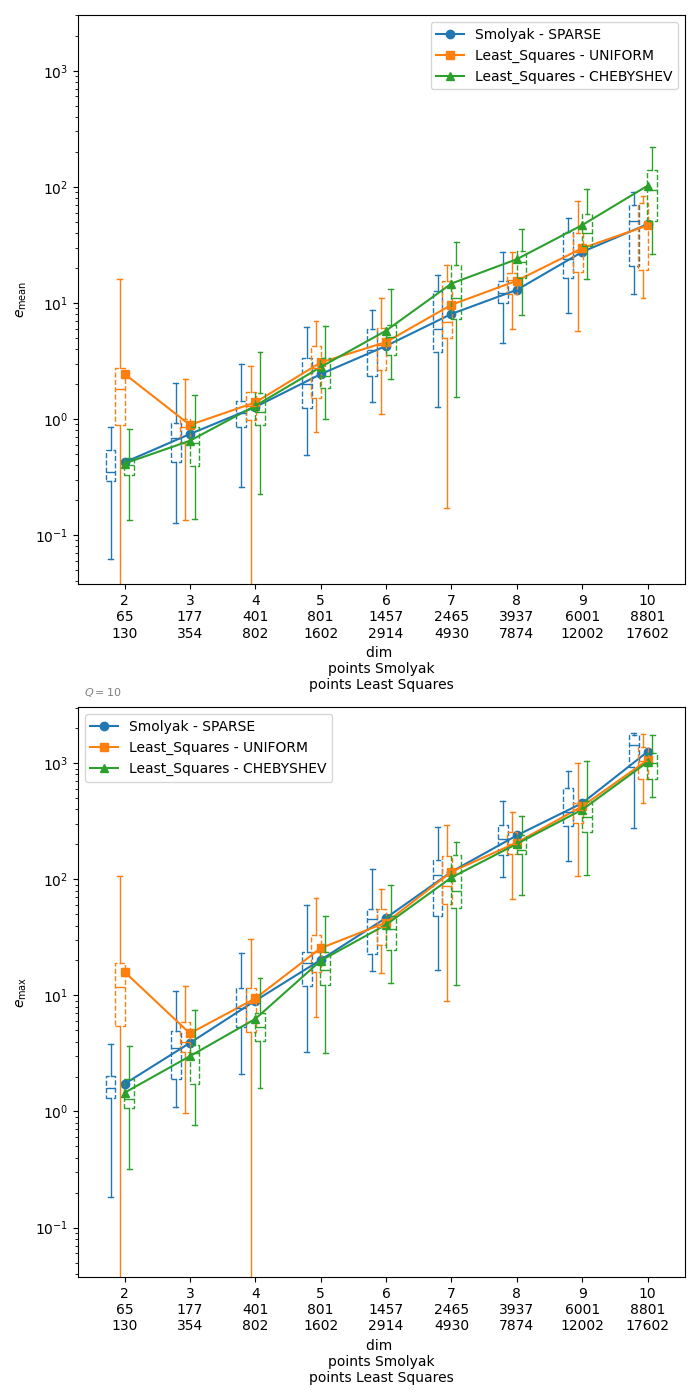 Smolyak - SPARSE
Least_Squares - UNIFORM
Least_Squares - CHEBYSHEV
10³
10²
10¹
10⁰
10⁻¹
e_mean
2 3 4 5 6 7 8 9 10
65 177 401 801 1457 2465 3937 6001 8801
130 354 802 1602 2914 4930 7874 12002 17602
dim
points Smolyak
points Least Squares
Q = 10
Smolyak - SPARSE
Least_Squares - UNIFORM
Least_Squares - CHEBYSHEV
10³
10²
10¹
10⁰
10⁻¹
e_max
2 3 4 5 6 7 8 9 10
65 177 401 801 1457 2465 3937 6001 8801
130 354 802 1602 2914 4930 7874 12002 17602
dim
points Smolyak
points Least Squares